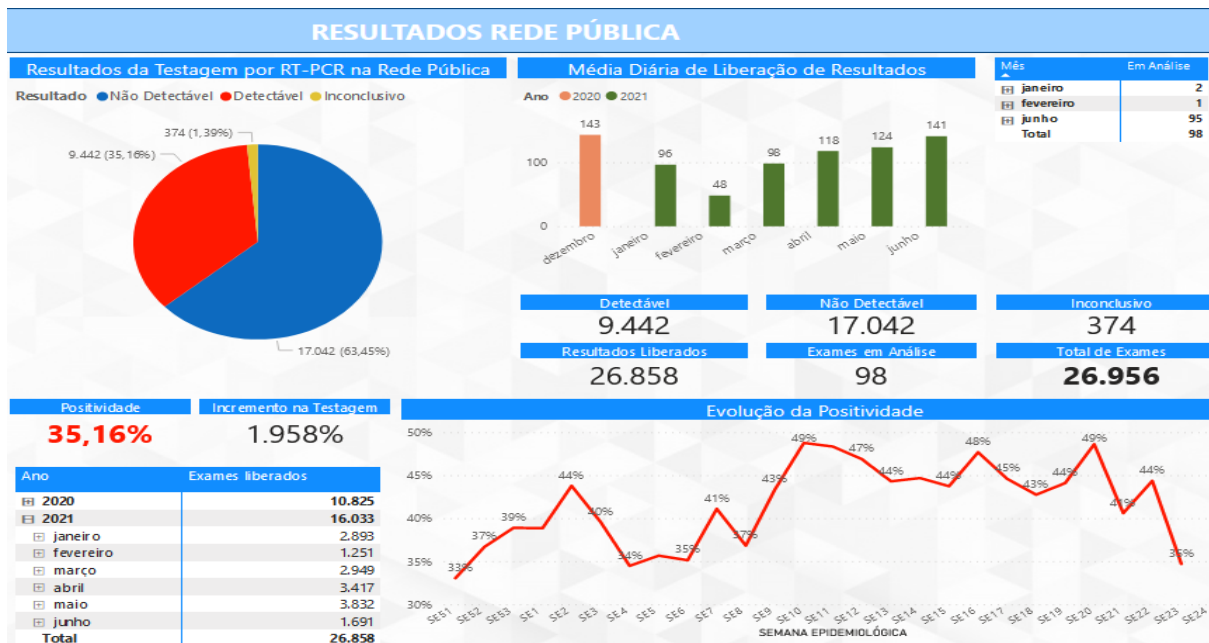 RESULTADOS REDE PÚBLICA
Resultados da Testagem por RT-PCR na Rede Pública
Resultado Não Detectável Detectável Inconclusivo
374 (1,39%)
9.442 (35,16%)
17.042 (63,45%)
Média Diária de Liberação de Resultados
Ano 2020 2021
143
96
48
98
118
124
141
100
0
dezembro
janeiro
fevereiro
março
abril
maio
junho
Mês Em Análise
janeiro 2
fevereiro 1
junho 95
Total 98
Detectável
9.442
Não Detectável
17.042
Inconclusivo
374
Resultados Liberados
26.858
Exames em Análise
98
Total de Exames
26.956
Positividade
35,16%
Incremento na Testagem
1.958%
Ano Exames liberados
2020 10.825
2021 16.033
janeiro 2.893
fevereiro 1.251
março 2.949
abril 3.417
maio 3.832
junho 1.691
Total 26.858
Evolução da Positividade
50%
45%
40%
35%
30%
33%
37%
39%
44%
40%
34%
35%
41%
37%
43%
49%
47%
44%
44%
48%
45%
43%
44%
49%
41%
44%
35%
SE51 SE52 SE53 SE1 SE2 SE3 SE4 SE5 SE6 SE7 SE8 SE9 SE10 SE11 SE12 SE13 SE14 SE15 SE16 SE17 SE18 SE19 SE20 SE21 SE22 SE23 SE24
SEMANA EPIDEMIOLÓGICA